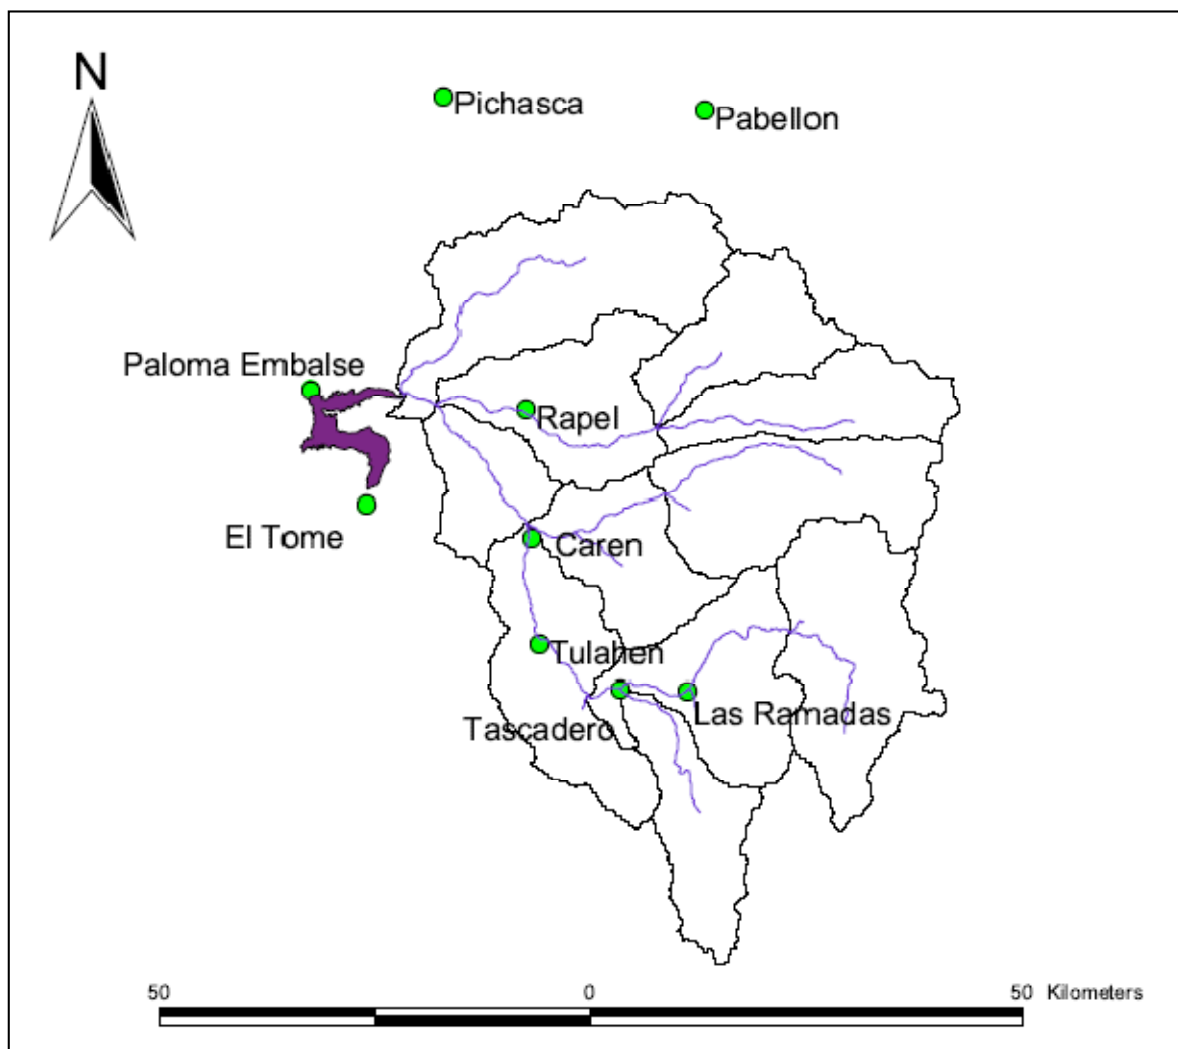 N
Pichasca
Pabellon
Paloma Embalse
Rapel
El Tome
Caren
Tulahen
Las Ramadas
Tascadero
50 0 50 Kilometers